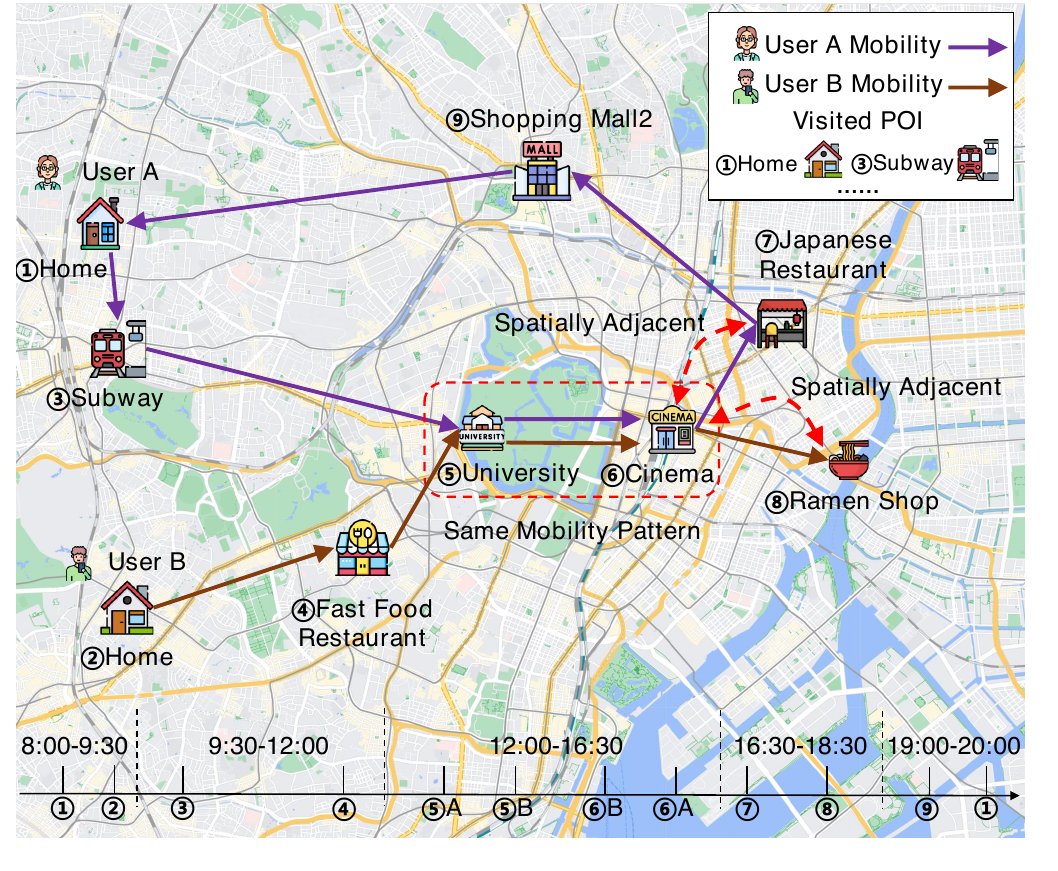 User A Mobility
User B Mobility
Visited POI
①Home ③Subway
......
⑨Shopping Mall2
MALL
User A
①Home
⑦Japanese
Restaurant
Spatially Adjacent
③Subway
Spatially Adjacent
CINEMA
UNIVERSITY
⑤University ⑥Cinema
⑧Ramen Shop
Same Mobility Pattern
User B
④Fast Food
Restaurant
②Home
8:00-9:30 9:30-12:00 12:00-16:30 16:30-18:30 19:00-20:00
① ② ③ ④ ⑤A ⑤B ⑥B ⑥A ⑦ ⑧ ⑨ ①